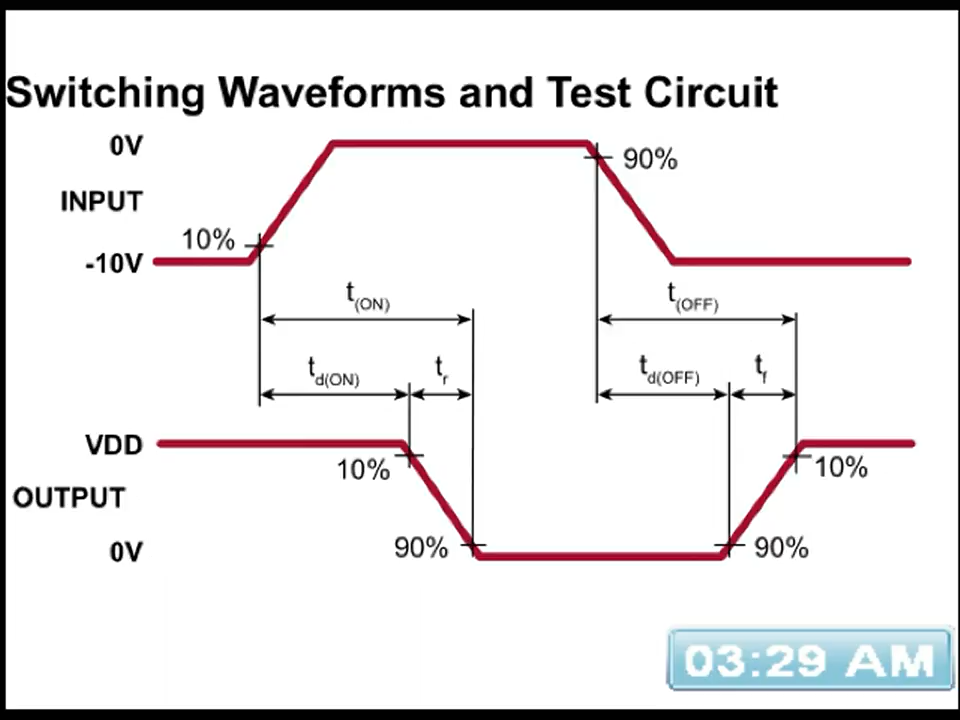 Switching Waveforms and Test Circuit
0V
90%
INPUT
10%
-10V
t(ON)
t(OFF)
td(ON)
tr
td(OFF)
tf
VDD
10%
10%
OUTPUT
90%
90%
0V
03:29 AM